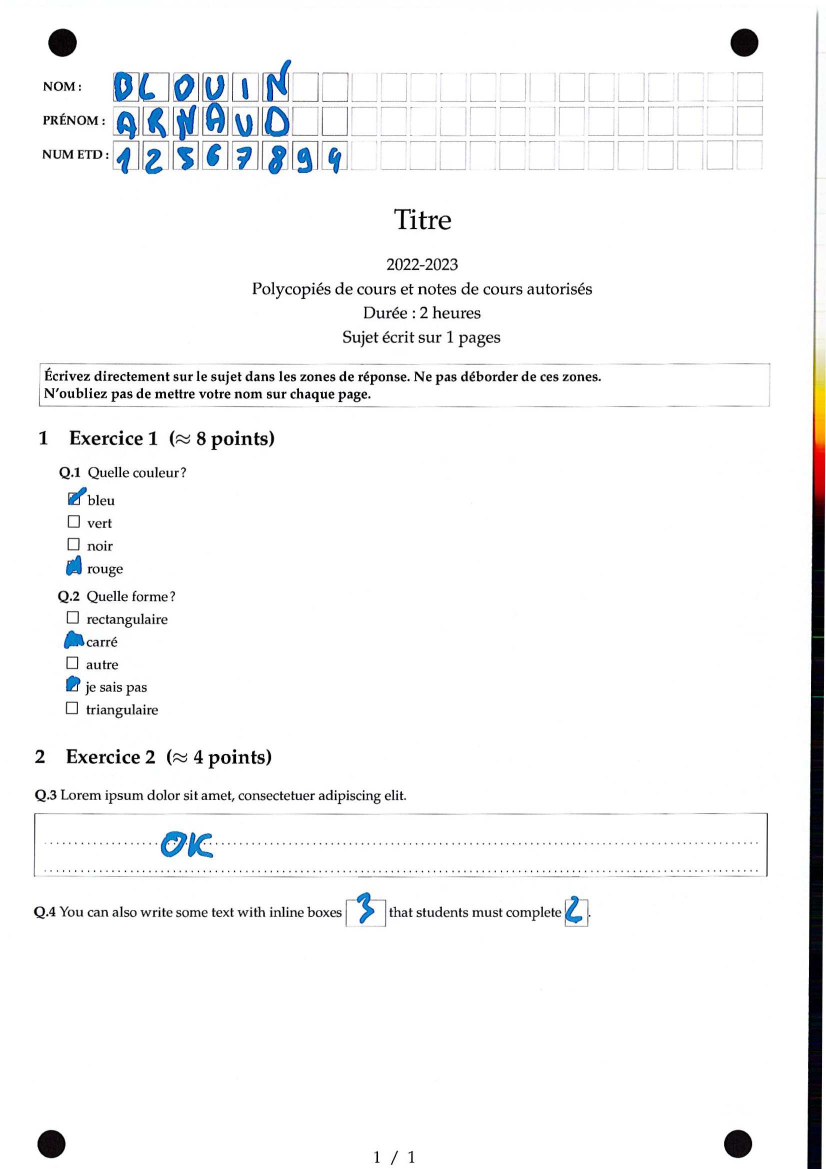 NOM : BLOUIN
PRÉNOM : ARNAUD
NUM ETD : 12567899
Titre
2022-2023
Polycopiés de cours et notes de cours autorisés
Durée : 2 heures
Sujet écrit sur 1 pages
Écrivez directement sur le sujet dans les zones de réponse. Ne pas déborder de ces zones.
N'oubliez pas de mettre votre nom sur chaque page.
1 Exercice 1 (≈ 8 points)
Q.1 Quelle couleur?
bleu
vert
noir
rouge
Q.2 Quelle forme?
rectangulaire
carré
autre
je sais pas
triangulaire
2 Exercice 2 (≈ 4 points)
Q.3 Lorem ipsum dolor sit amet, consectetuer adipiscing elit.
OK
Q.4 You can also write some text with inline boxes 3 that students must complete 2.
1 / 1